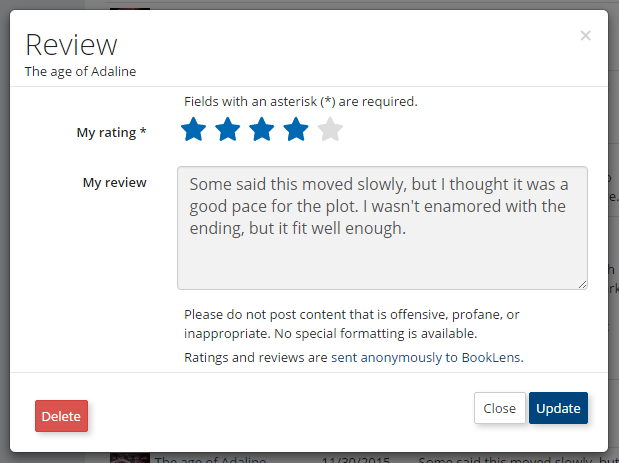 Review
×
The age of Adaline
Fields with an asterisk (*) are required.
My rating *
My review
Some said this moved slowly, but I thought it was a
good pace for the plot. I wasn't enamored with the
ending, but it fit well enough.
Please do not post content that is offensive, profane, or
inappropriate. No special formatting is available.
Ratings and reviews are sent anonymously to BookLens.
Delete
Close
Update
The age of Adaline 11/30/2015 Some said this moved slowly, but